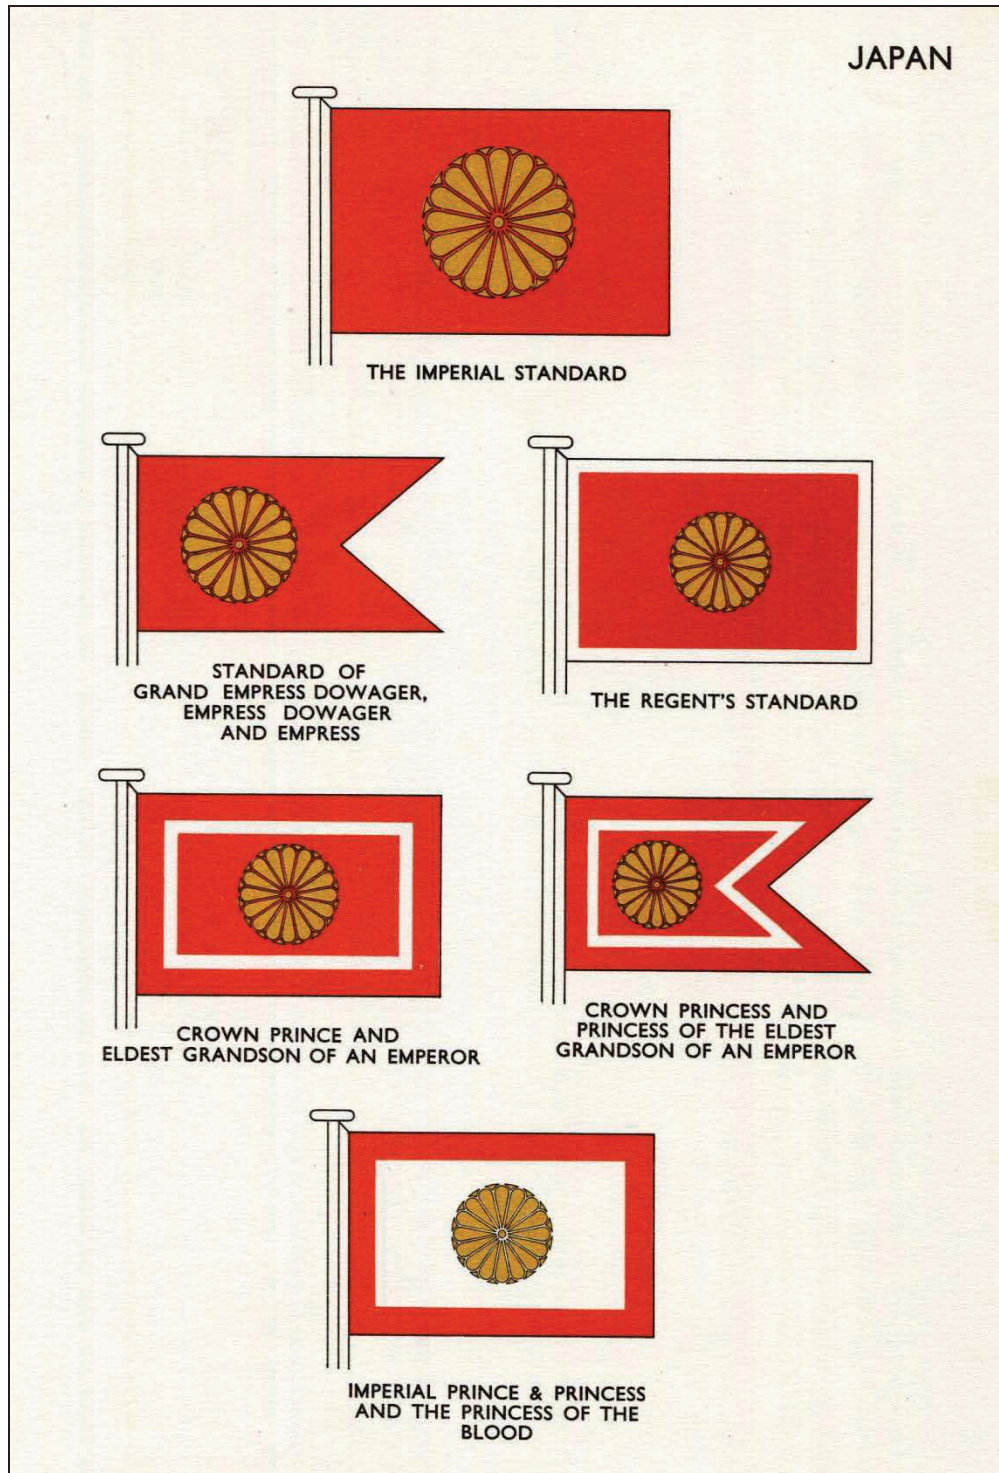 JAPAN
THE IMPERIAL STANDARD
STANDARD OF
GRAND EMPRESS DOWAGER,
EMPRESS DOWAGER
AND EMPRESS
THE REGENT'S STANDARD
CROWN PRINCE AND
ELDEST GRANDSON OF AN EMPEROR
CROWN PRINCESS AND
PRINCESS OF THE ELDEST
GRANDSON OF AN EMPEROR
IMPERIAL PRINCE & PRINCESS
AND THE PRINCESS OF THE
BLOOD